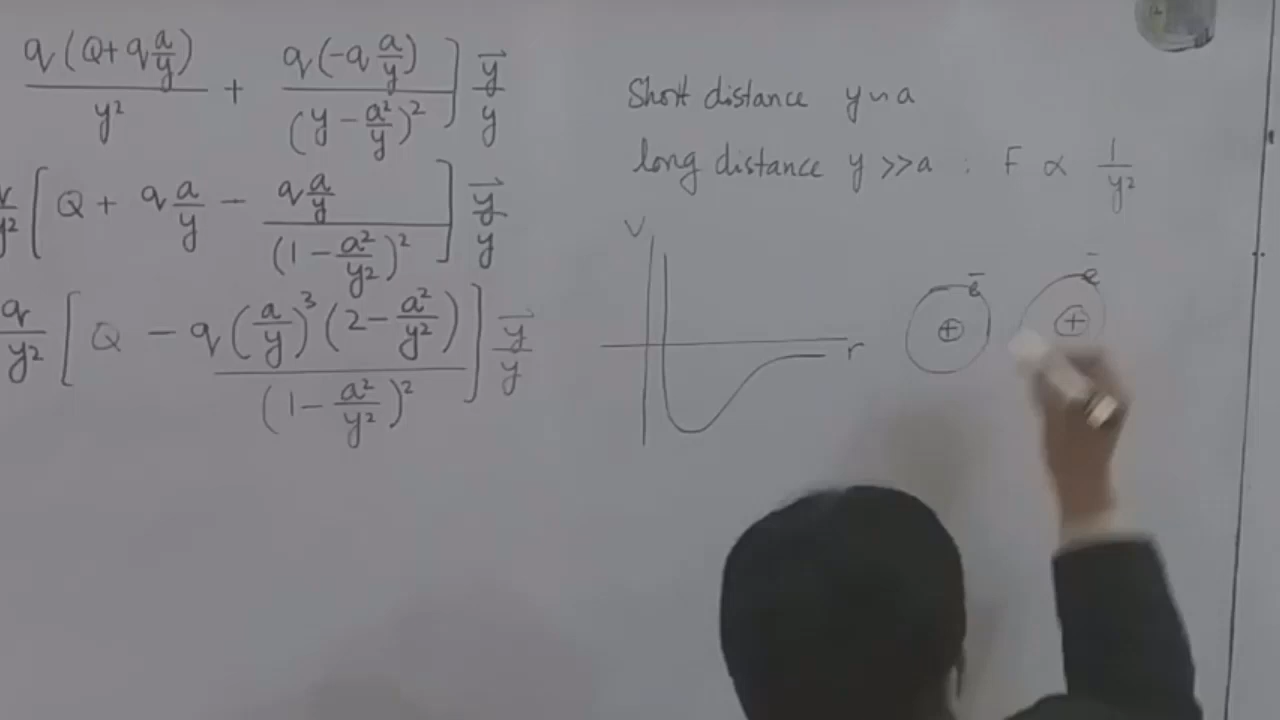 q(Q+q a/y)/y² + q(-q a/y)/(y - a²/y)² ] y⃗/y
/y² [ Q + q a/y - q a/y/(1 - a²/y²)² ] y⃗/y
q/y² [ Q - q (a/y)³ (2 - a²/y²)/(1 - a²/y²)² ] y⃗/y
Short distance y ~ a
long distance y >> a : F ∝ 1/y²
V
r
ē
+
ē
+